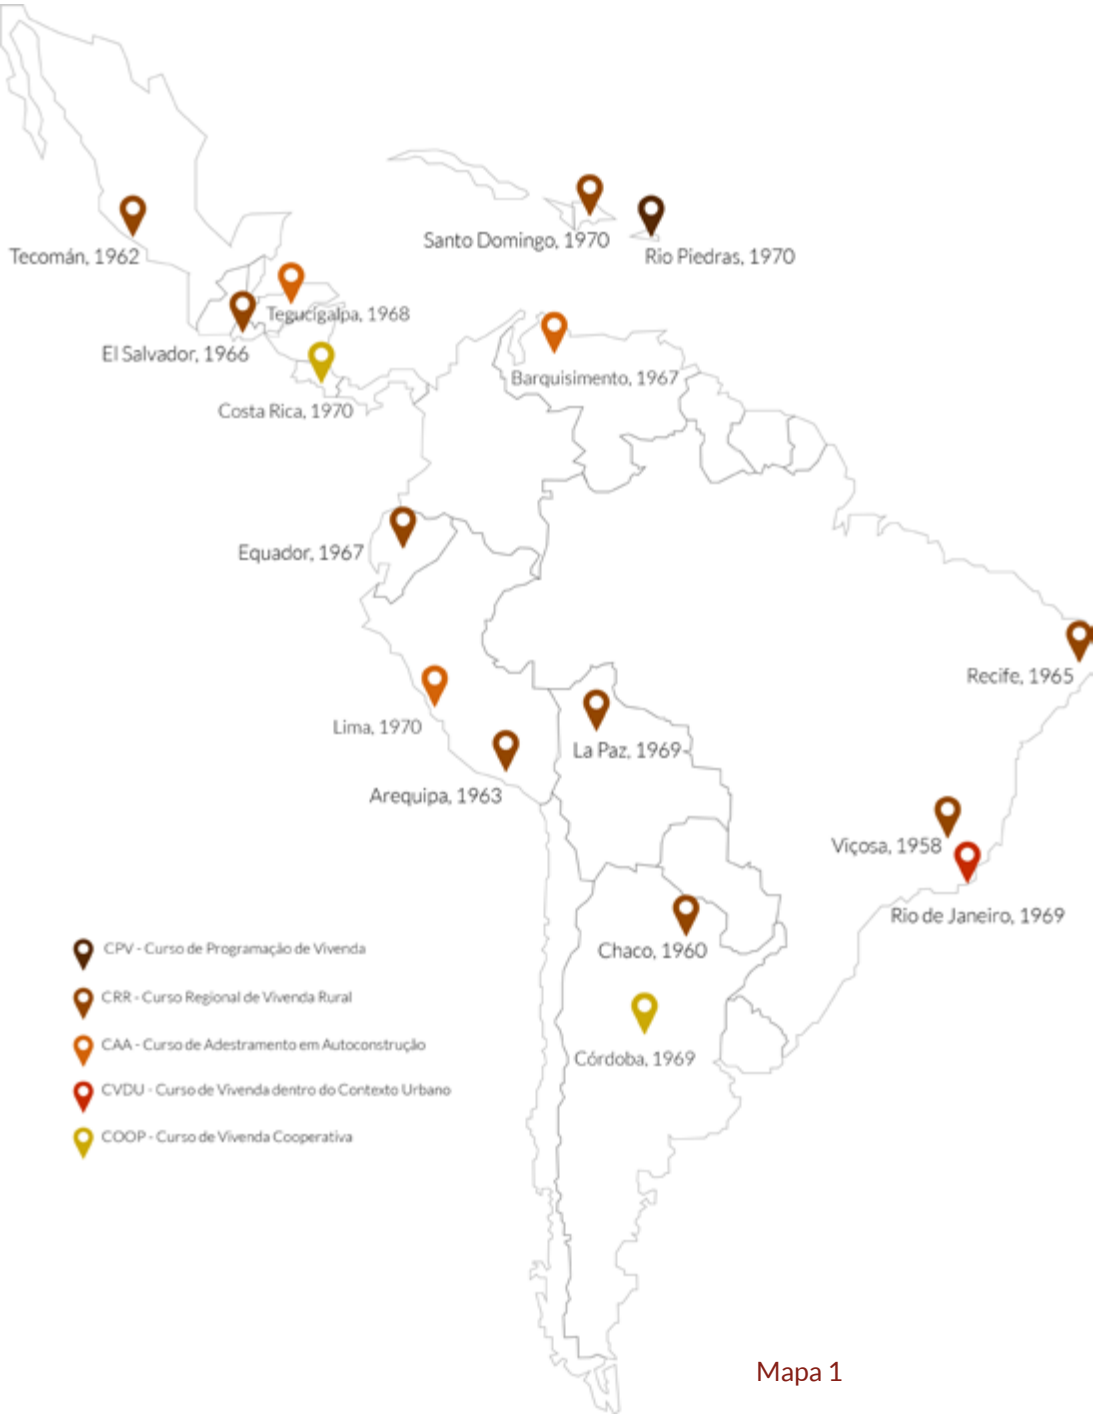 Santo Domingo, 1970
Rio Piedras, 1970
Tecomán, 1962
Tegucigalpa, 1968
El Salvador, 1966
Barquisimento, 1967
Costa Rica, 1970
Equador, 1967
Recife, 1965
Lima, 1970
La Paz, 1969
Arequipa, 1963
Viçosa, 1958
Rio de Janeiro, 1969
Chaco, 1960
Córdoba, 1969
CPV - Curso de Programação de Vivenda
CRR - Curso Regional de Vivenda Rural
CAA - Curso de Adestramento em Autoconstrução
CVDU - Curso de Vivenda dentro do Contexto Urbano
COOP - Curso de Vivenda Cooperativa
Mapa 1